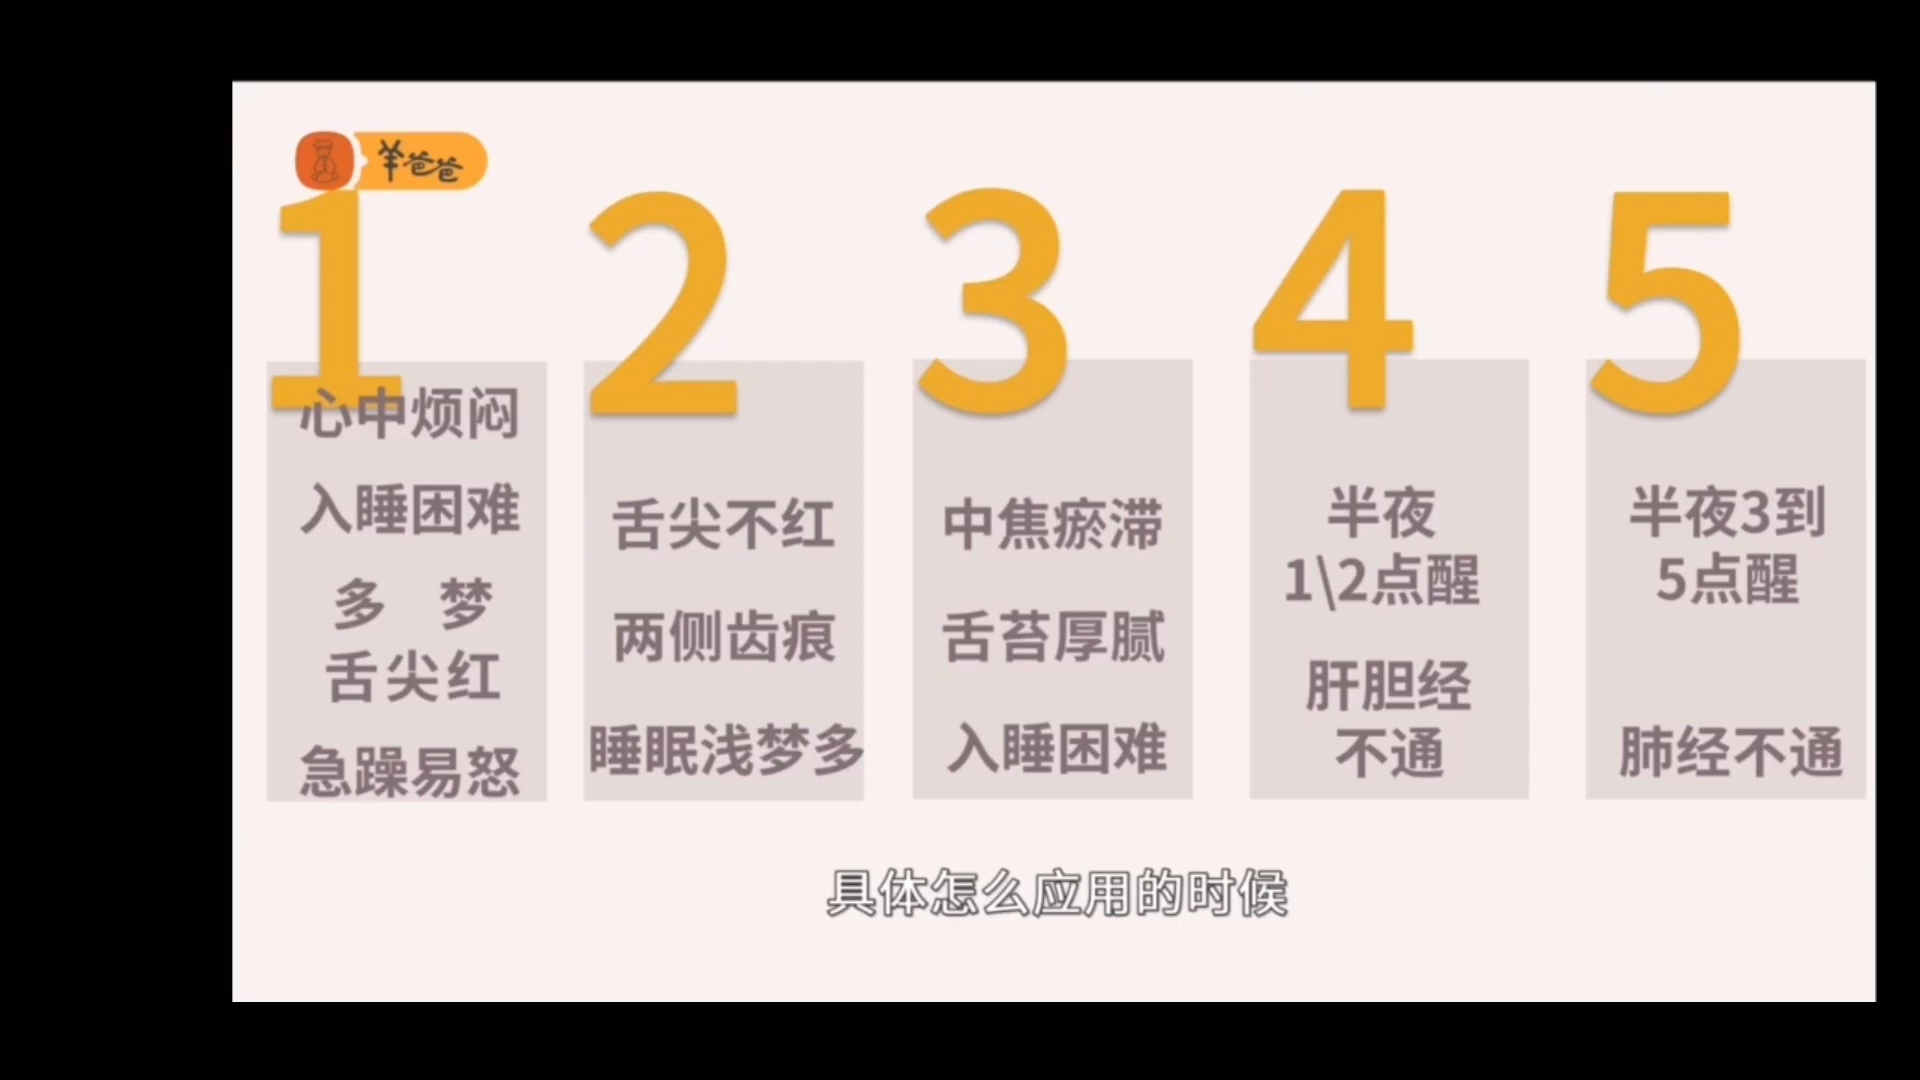 羊爸爸
1
心中烦闷
入睡困难
多 梦
舌尖红
急躁易怒
2
舌尖不红
两侧齿痕
睡眠浅梦多
3
中焦瘀滞
舌苔厚腻
入睡困难
4
半夜
1\2点醒
肝胆经
不通
5
半夜3到
5点醒
肺经不通
具体怎么应用的时候